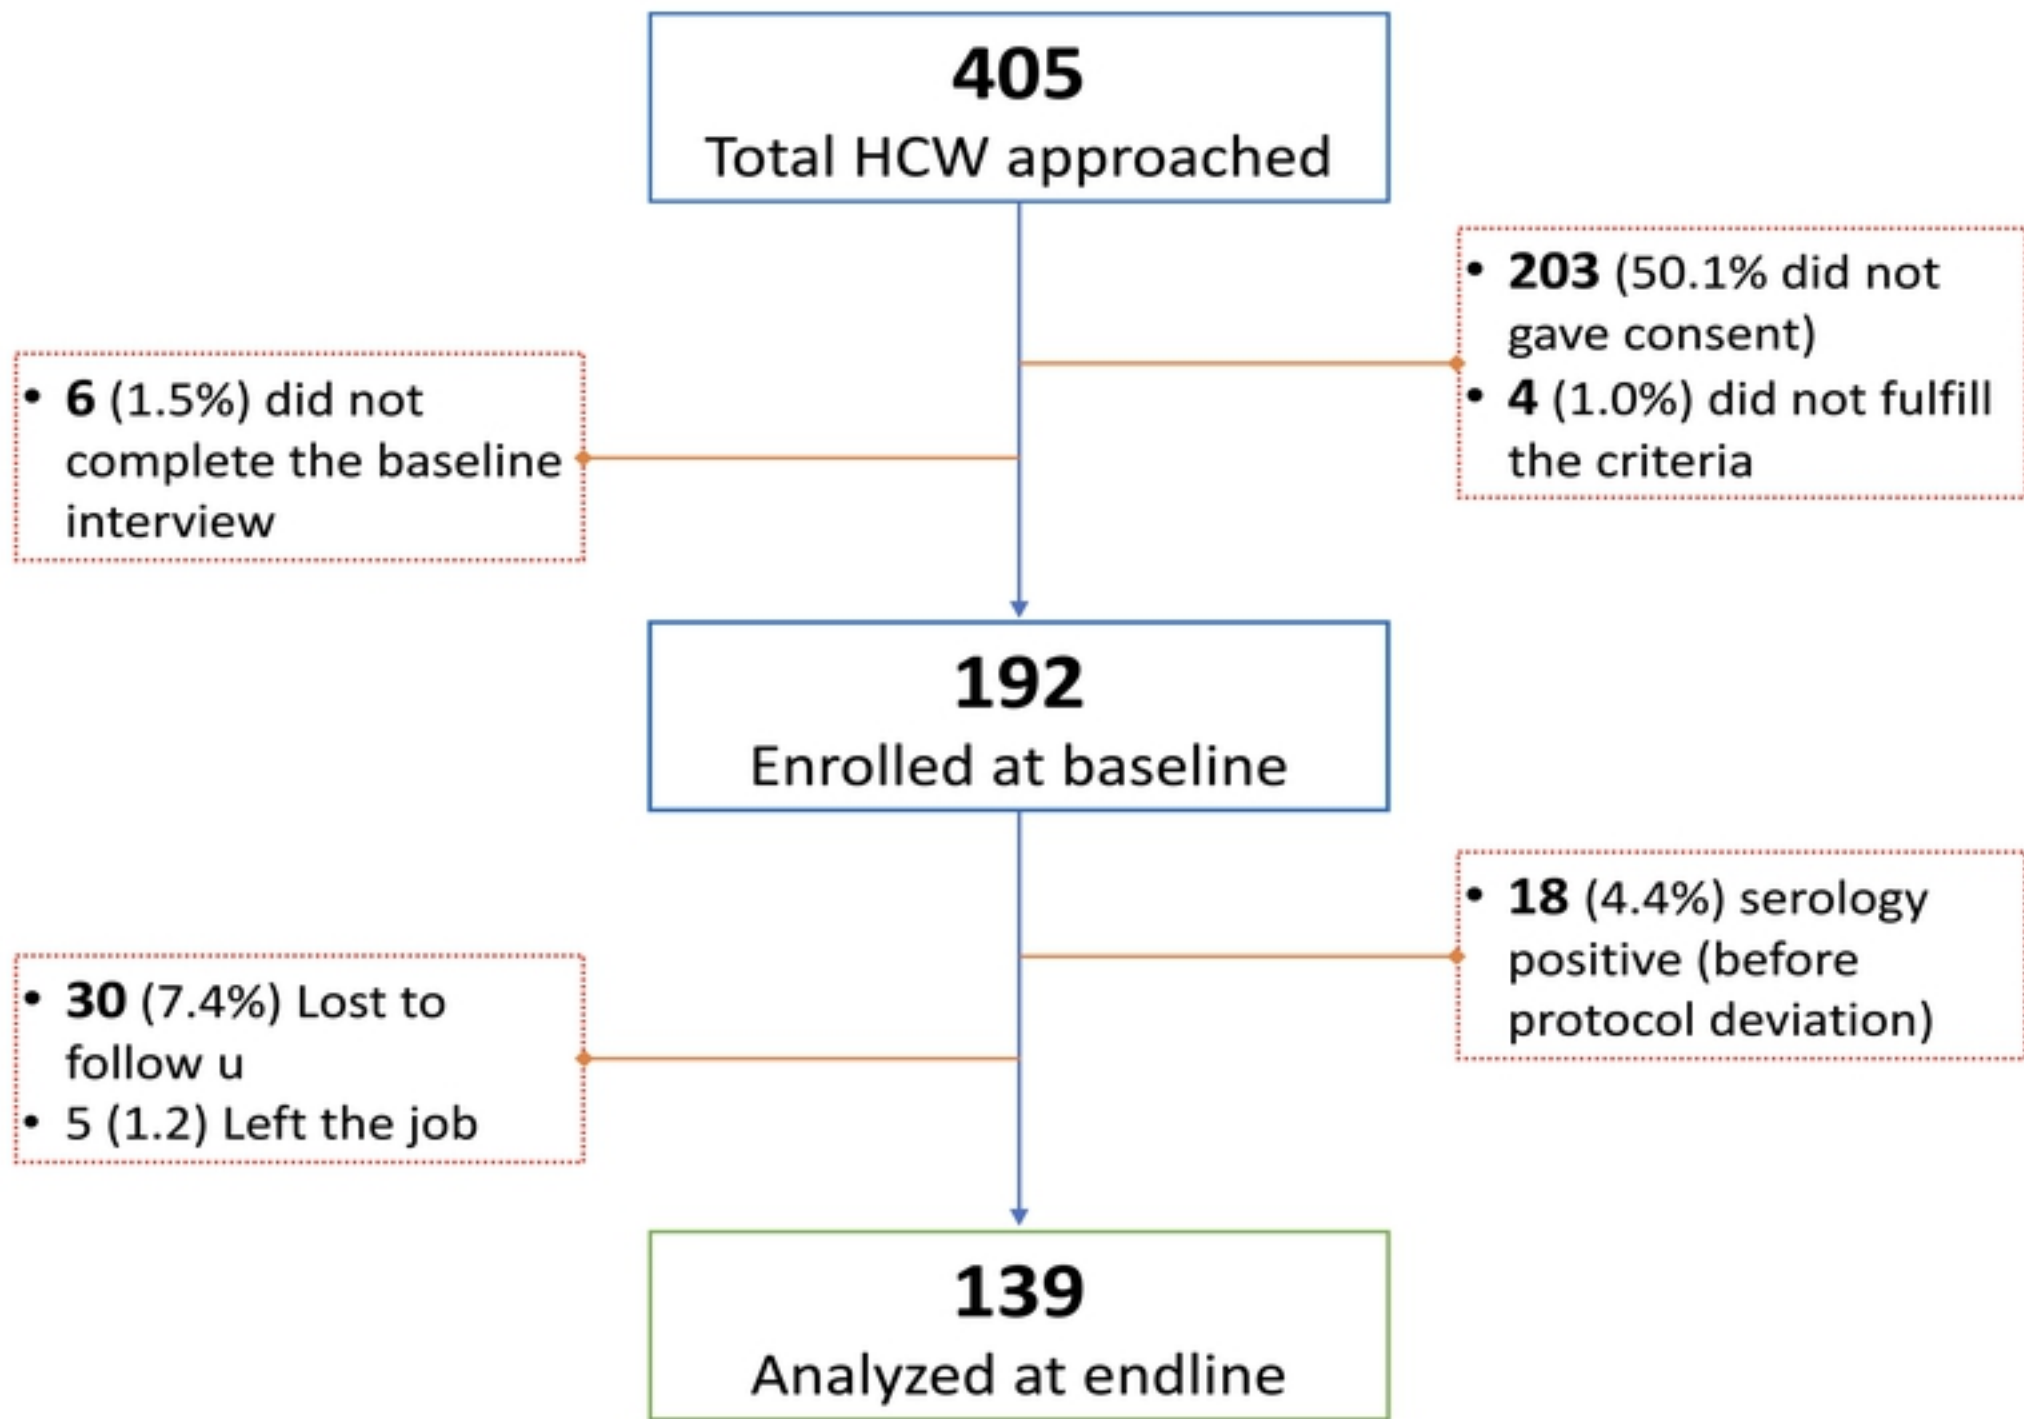 405
Total HCW approached
• 203 (50.1% did not
gave consent)
• 4 (1.0%) did not fulfill
the criteria
• 6 (1.5%) did not
complete the baseline
interview
192
Enrolled at baseline
• 18 (4.4%) serology
positive (before
protocol deviation)
• 30 (7.4%) Lost to
follow u
• 5 (1.2) Left the job
139
Analyzed at endline